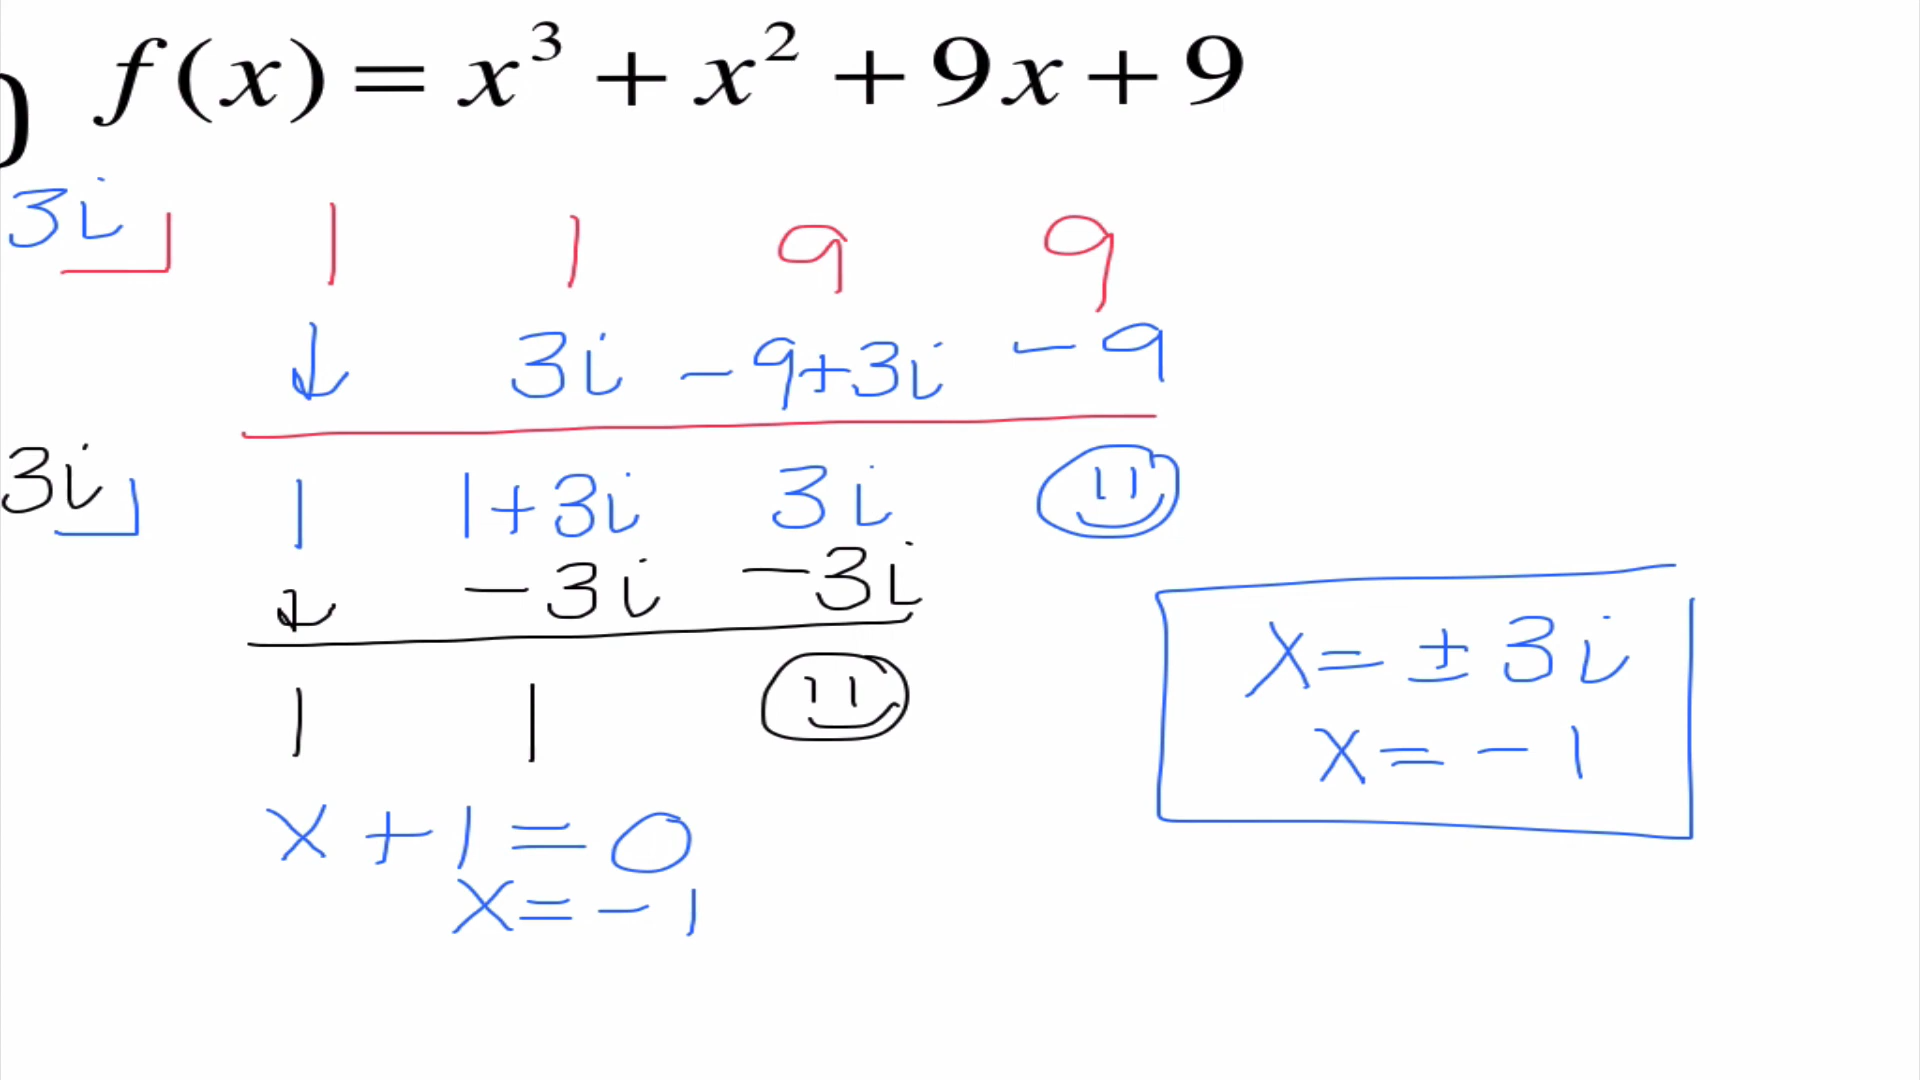 ) f(x) = x³ + x² + 9x + 9
3i 1 1 9 9
↓ 3i -9+3i -9
3i 1 1+3i 3i
↓ -3i -3i
1 1
x+1=0
x=-1
x=±3i
x=-1